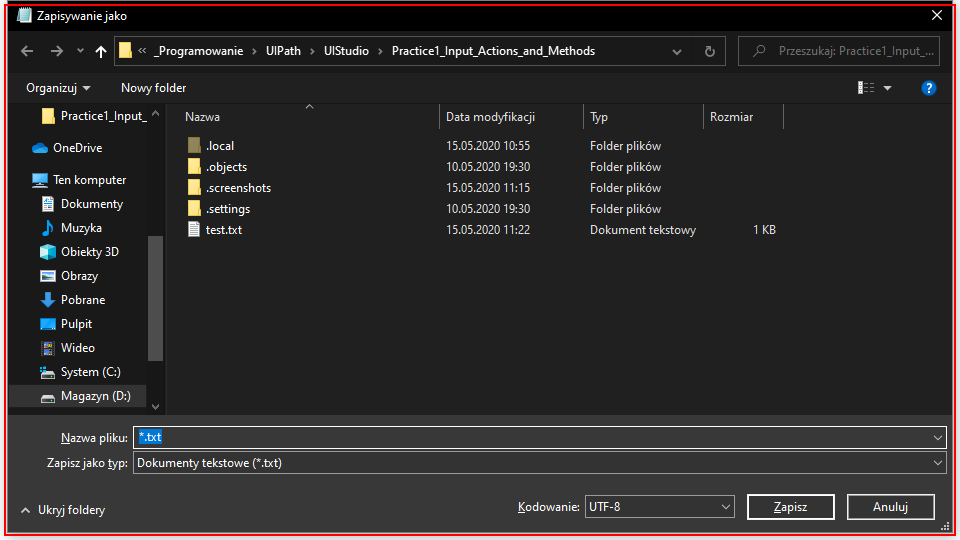 Zapisywanie jako
« _Programowanie > UIPath > UIStudio > Practice1_Input_Actions_and_Methods Przeszukaj: Practice1_Input_...
Organizuj Nowy folder
Nazwa Data modyfikacji Typ Rozmiar
Practice1_Input_
OneDrive
Ten komputer
Dokumenty
Muzyka
Obiekty 3D
Obrazy
Pobrane
Pulpit
Wideo
System (C:)
Magazyn (D:)
.local 15.05.2020 10:55 Folder plików
.objects 10.05.2020 19:30 Folder plików
.screenshots 15.05.2020 11:15 Folder plików
.settings 10.05.2020 19:30 Folder plików
test.txt 15.05.2020 11:22 Dokument tekstowy 1 KB
Nazwa pliku: *.txt
Zapisz jako typ: Dokumenty tekstowe (*.txt)
Ukryj foldery Kodowanie: UTF-8 Zapisz Anuluj